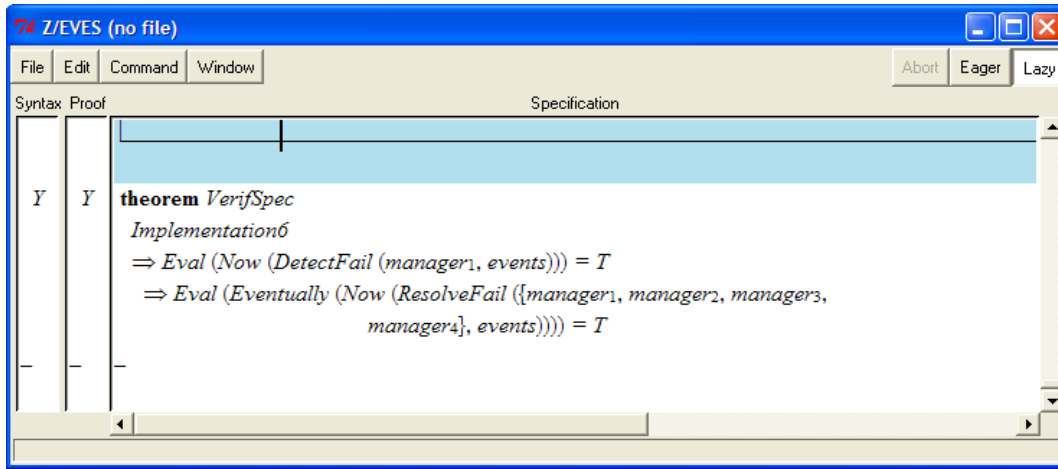 Z/EVES (no file)
File Edit Command Window Abort Eager Lazy
Syntax Proof Specification
Y Y theorem VerifSpec
Implementation6
⇒ Eval (Now (DetectFail (manager1, events))) = T
⇒ Eval (Eventually (Now (ResolveFail ({manager1, manager2, manager3,
manager4}, events)))) = T